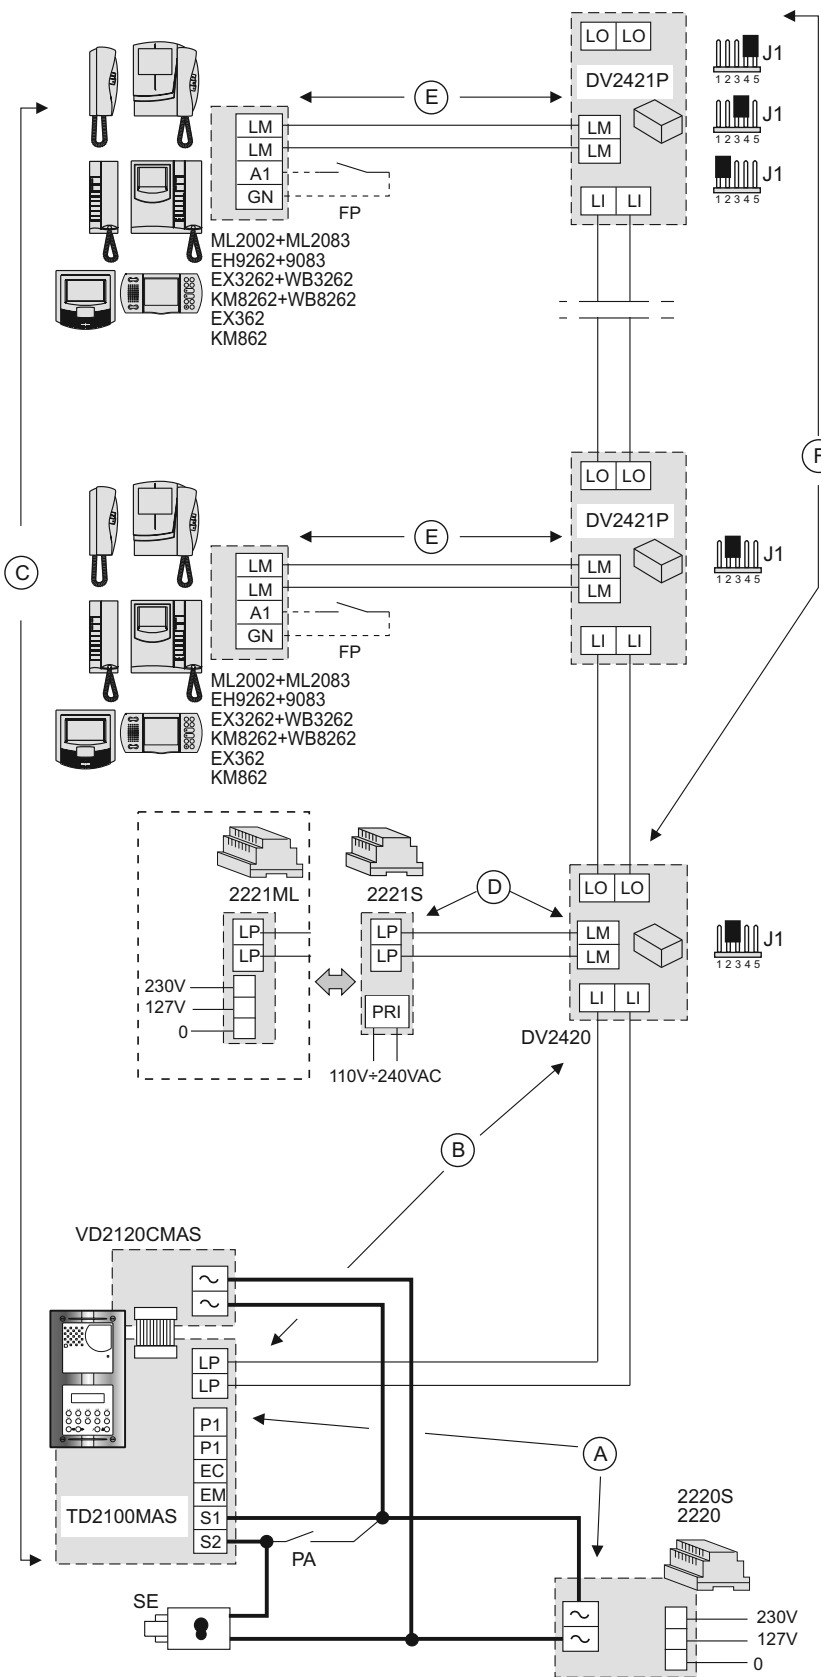 LO LO
DV2421P
J1
1 2 3 4 5
E
LM
LM
A1
GN
FP
LM
LM
J1
1 2 3 4 5
J1
1 2 3 4 5
LI LI
ML2002+ML2083
EH9262+9083
EX3262+WB3262
KM8262+WB8262
EX362
KM862
F
LO LO
DV2421P
E
LM
LM
A1
GN
FP
LM
LM
J1
1 2 3 4 5
LI LI
C
ML2002+ML2083
EH9262+9083
EX3262+WB3262
KM8262+WB8262
EX362
KM862
2221ML
2221S
D
LO LO
LP
LP
LP
LP
LM
LM
J1
1 2 3 4 5
230V
127V
0
PRI
LI LI
110V÷240VAC
DV2420
B
VD2120CMAS
~
~
LP
LP
P1
P1
EC
EM
S1
S2
TD2100MAS
A
PA
2220S
2220
SE
~
~
230V
127V
0